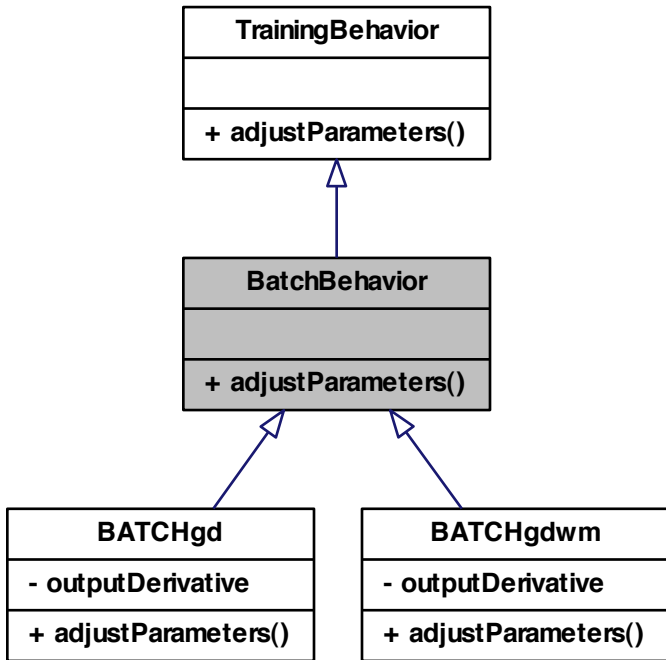 TrainingBehavior
+ adjustParameters()
BatchBehavior
+ adjustParameters()
BATCHgd
- outputDerivative
+ adjustParameters()
BATCHgdwm
- outputDerivative
+ adjustParameters()